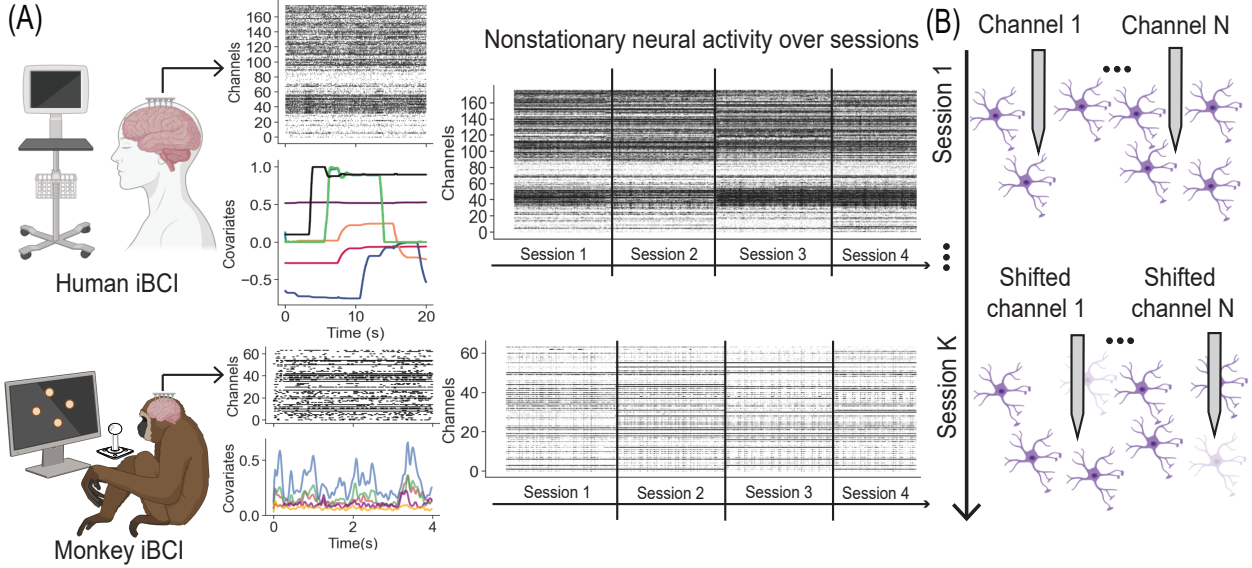 (A)
Channels
160
140
120
100
80
60
40
20
0
Covariates
1.0
0.5
0.0
−0.5
0
10
20
Time (s)
Human iBCI
Nonstationary neural activity over sessions
Channels
160
140
120
100
80
60
40
20
0
Session 1
Session 2
Session 3
Session 4
Channels
60
40
20
0
Covariates
0.5
0.0
0
2
4
Time(s)
Monkey iBCI
Channels
60
40
20
0
Session 1
Session 2
Session 3
Session 4
(B)
Channel 1
Channel N
Session 1
Shifted
channel 1
Shifted
channel N
Session K